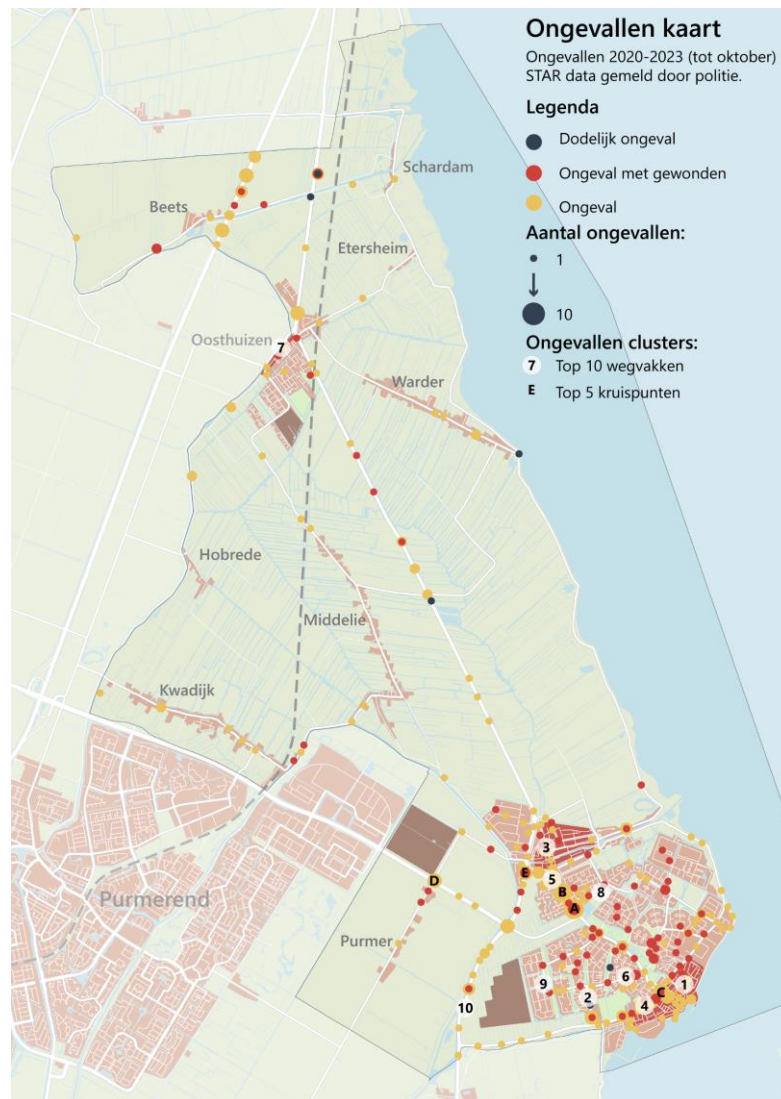 Ongevallen kaart
Ongevallen 2020-2023 (tot oktober)
STAR data gemeld door politie.
Legenda
Dodelijk ongeval
Ongeval met gewonden
Ongeval
Aantal ongevallen:
1
10
Ongevallen clusters:
7 Top 10 wegvakken
E Top 5 kruispunten
Schardam
Beets
Etersheim
Oosthuizen
7
Warder
Hobrede
Middelie
Kwadijk
Purmerend
Purmer
D
E
3
5
B
8
A
9
10
2
6
C
1
4